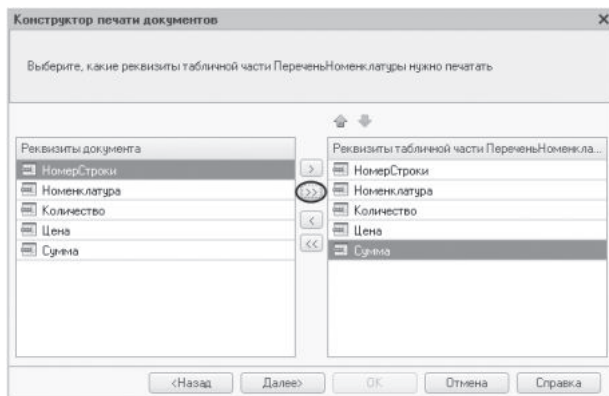 Конструктор печати документов
Выберите, какие реквизиты табличной части ПереченьНоменклатуры нужно печатать
Реквизиты документа
НомерСтроки
Номенклатура
Количество
Цена
Сумма
>
>>
<
<<
Реквизиты табличной части ПереченьНоменкла...
НомерСтроки
Номенклатура
Количество
Цена
Сумма
<Назад Далее> ОК Отмена Справка